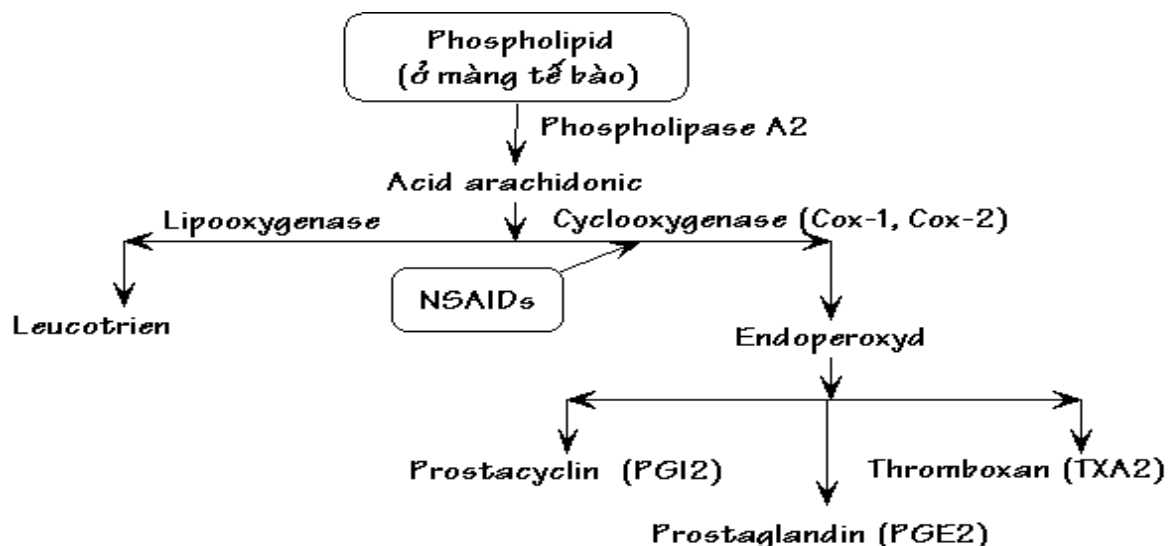 Phospholipid
(ở màng tế bào)
Phospholipase A2
Acid arachidonic
Lipooxygenase
Cyclooxygenase (Cox-1, Cox-2)
NSAIDs
Leucotrien
Endoperoxyd
Prostacyclin (PGI2)
Thromboxan (TXA2)
Prostaglandin (PGE2)